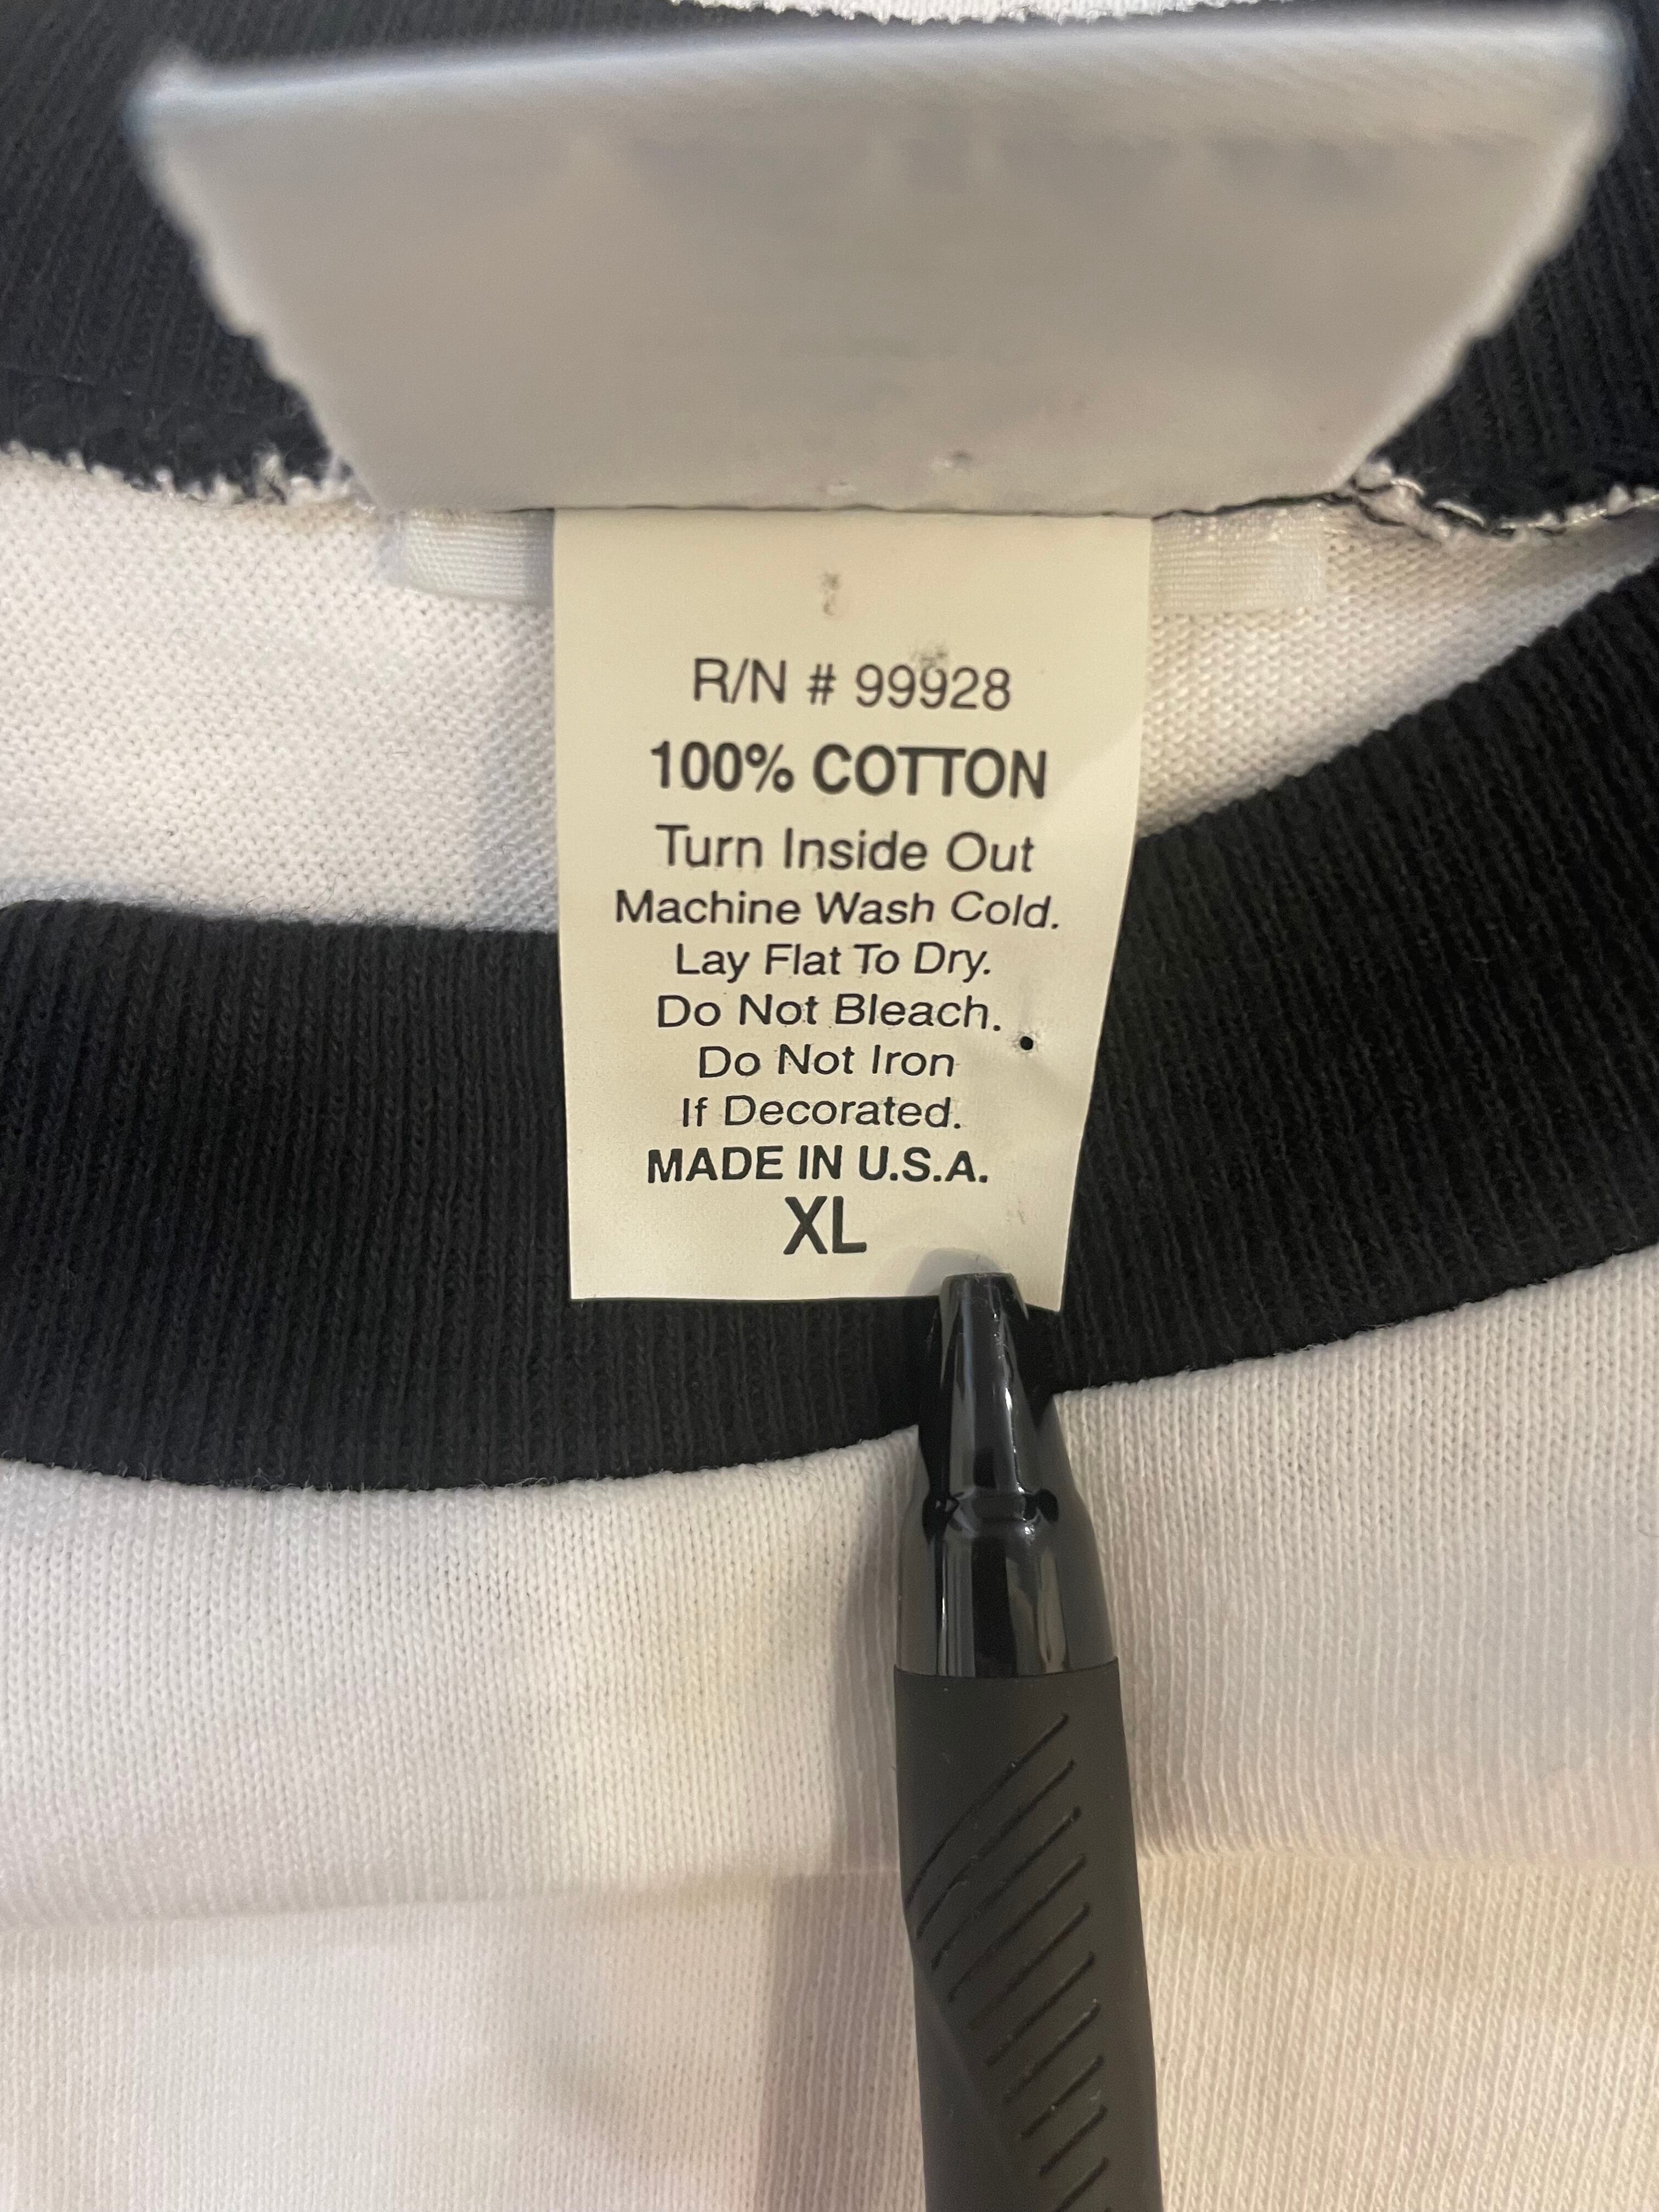 R/N # 99928
100% COTTON
Turn Inside Out
Machine Wash Cold.
Lay Flat To Dry.
Do Not Bleach.
Do Not Iron
If Decorated.
MADE IN U.S.A.
XL